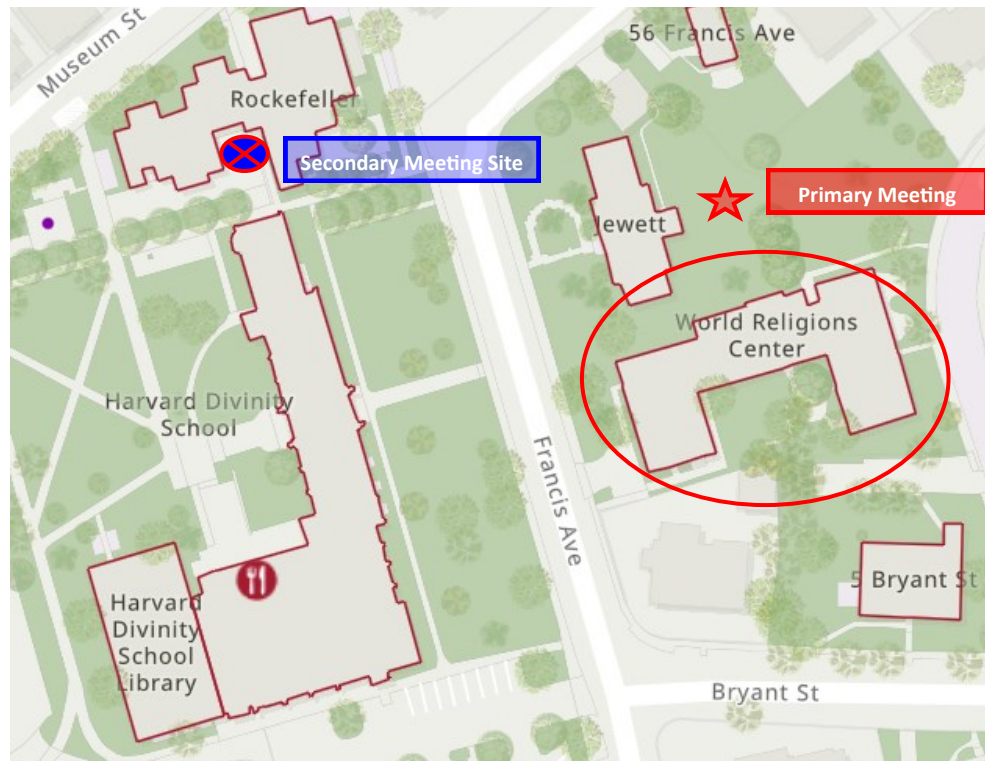 Museum St
56 Francis Ave
Rockefeller
Secondary Meeting Site
Primary Meeting
Jewett
World Religions
Center
Harvard Divinity
School
Francis Ave
Harvard
Divinity
School
Library
5 Bryant St
Bryant St